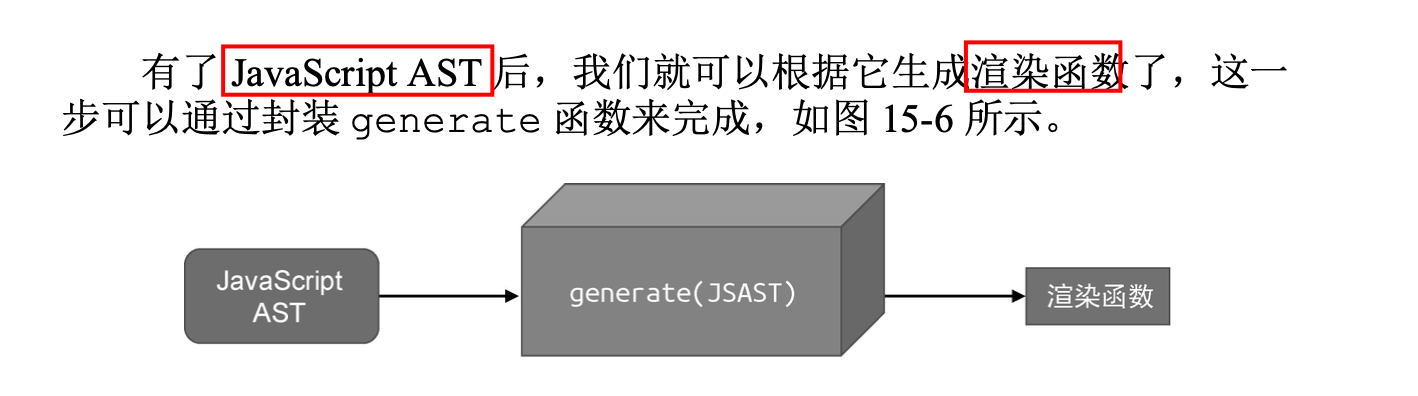 有了 JavaScript AST 后，我们就可以根据它生成渲染函数了，这一
步可以通过封装 generate 函数来完成，如图 15-6 所示。
JavaScript
AST
generate(JSAST)
渲染函数